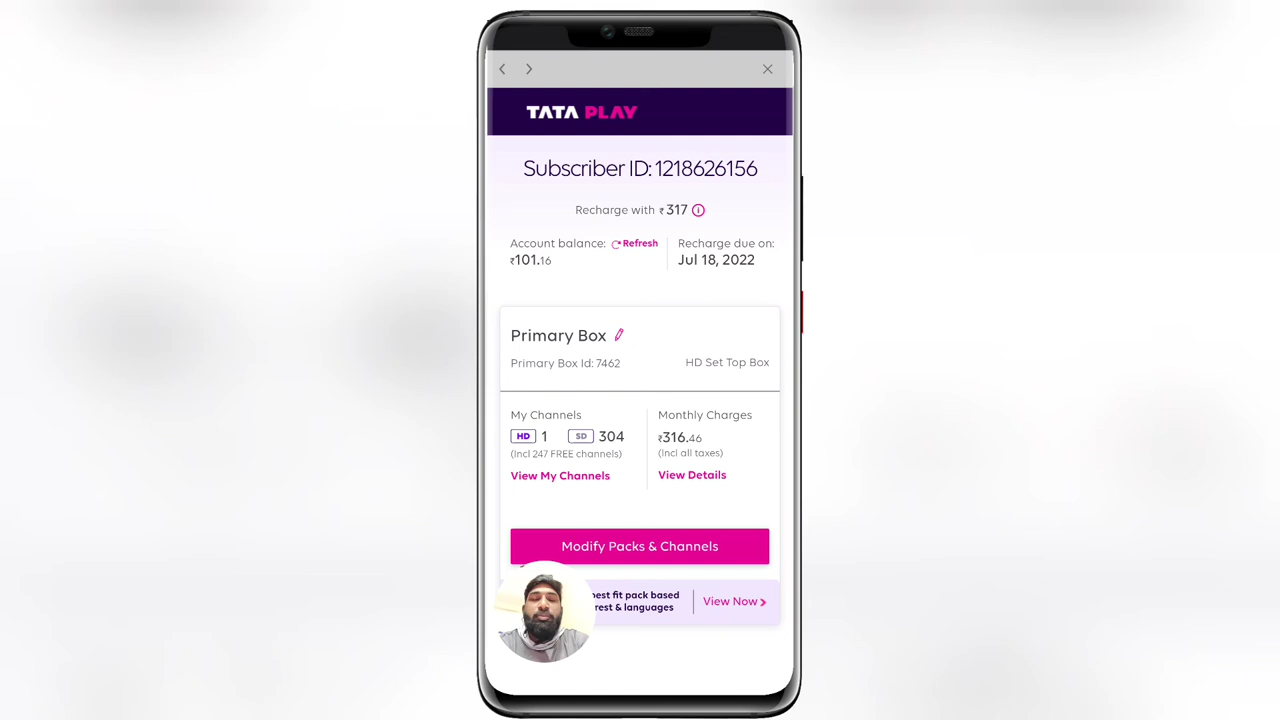 TATA PLAY
Subscriber ID: 1218626156
Recharge with ₹317
Account balance: Refresh
₹101.16
Recharge due on:
Jul 18, 2022
Primary Box
Primary Box Id: 7462
HD Set Top Box
My Channels
HD 1 SD 304
(Incl 247 FREE channels)
View My Channels
Monthly Charges
₹316.46
(Incl all taxes)
View Details
Modify Packs & Channels
fit pack based
& languages
View Now